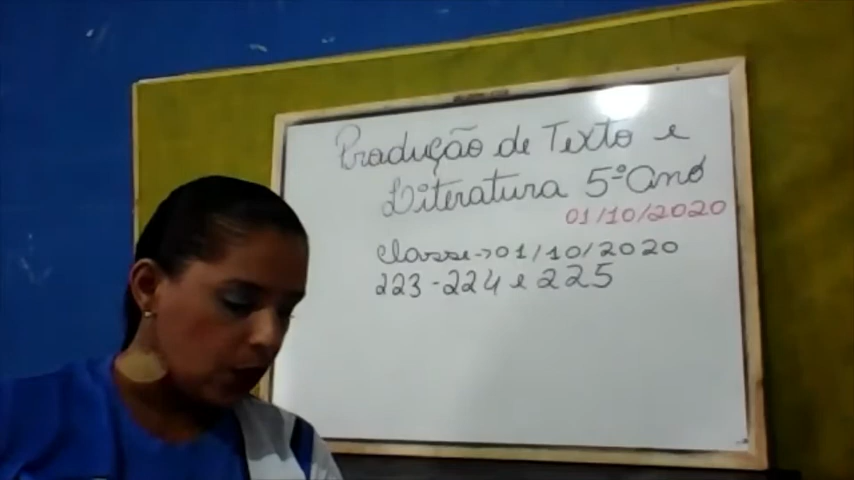 Produção de Texto e
Literatura 5º Ano
01/10/2020
Classe->01/10/2020
223-224 e 225